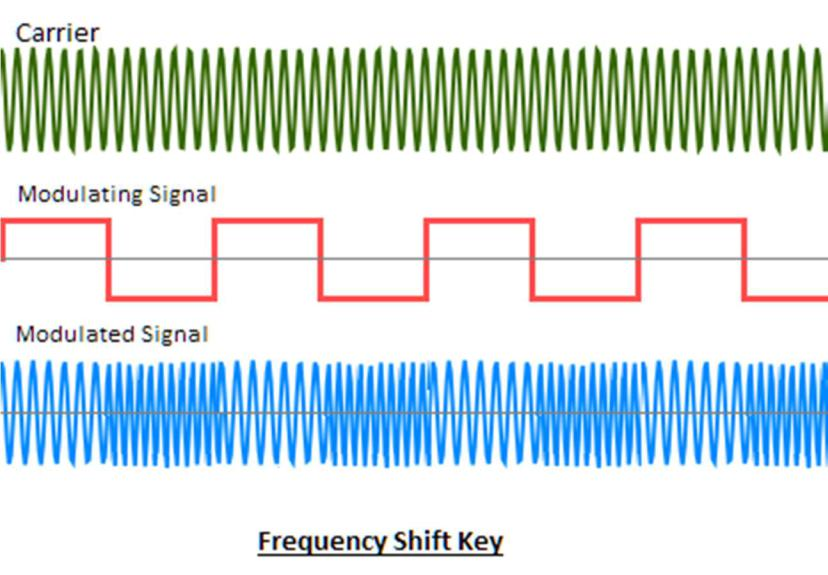 Carrier
Modulating Signal
Modulated Signal
Frequency Shift Key